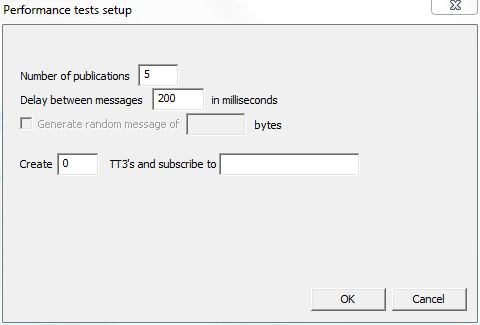 Performance tests setup
Number of publications 5
Delay between messages 200 in milliseconds
Generate random message of bytes
Create 0 TT3's and subscribe to
OK Cancel